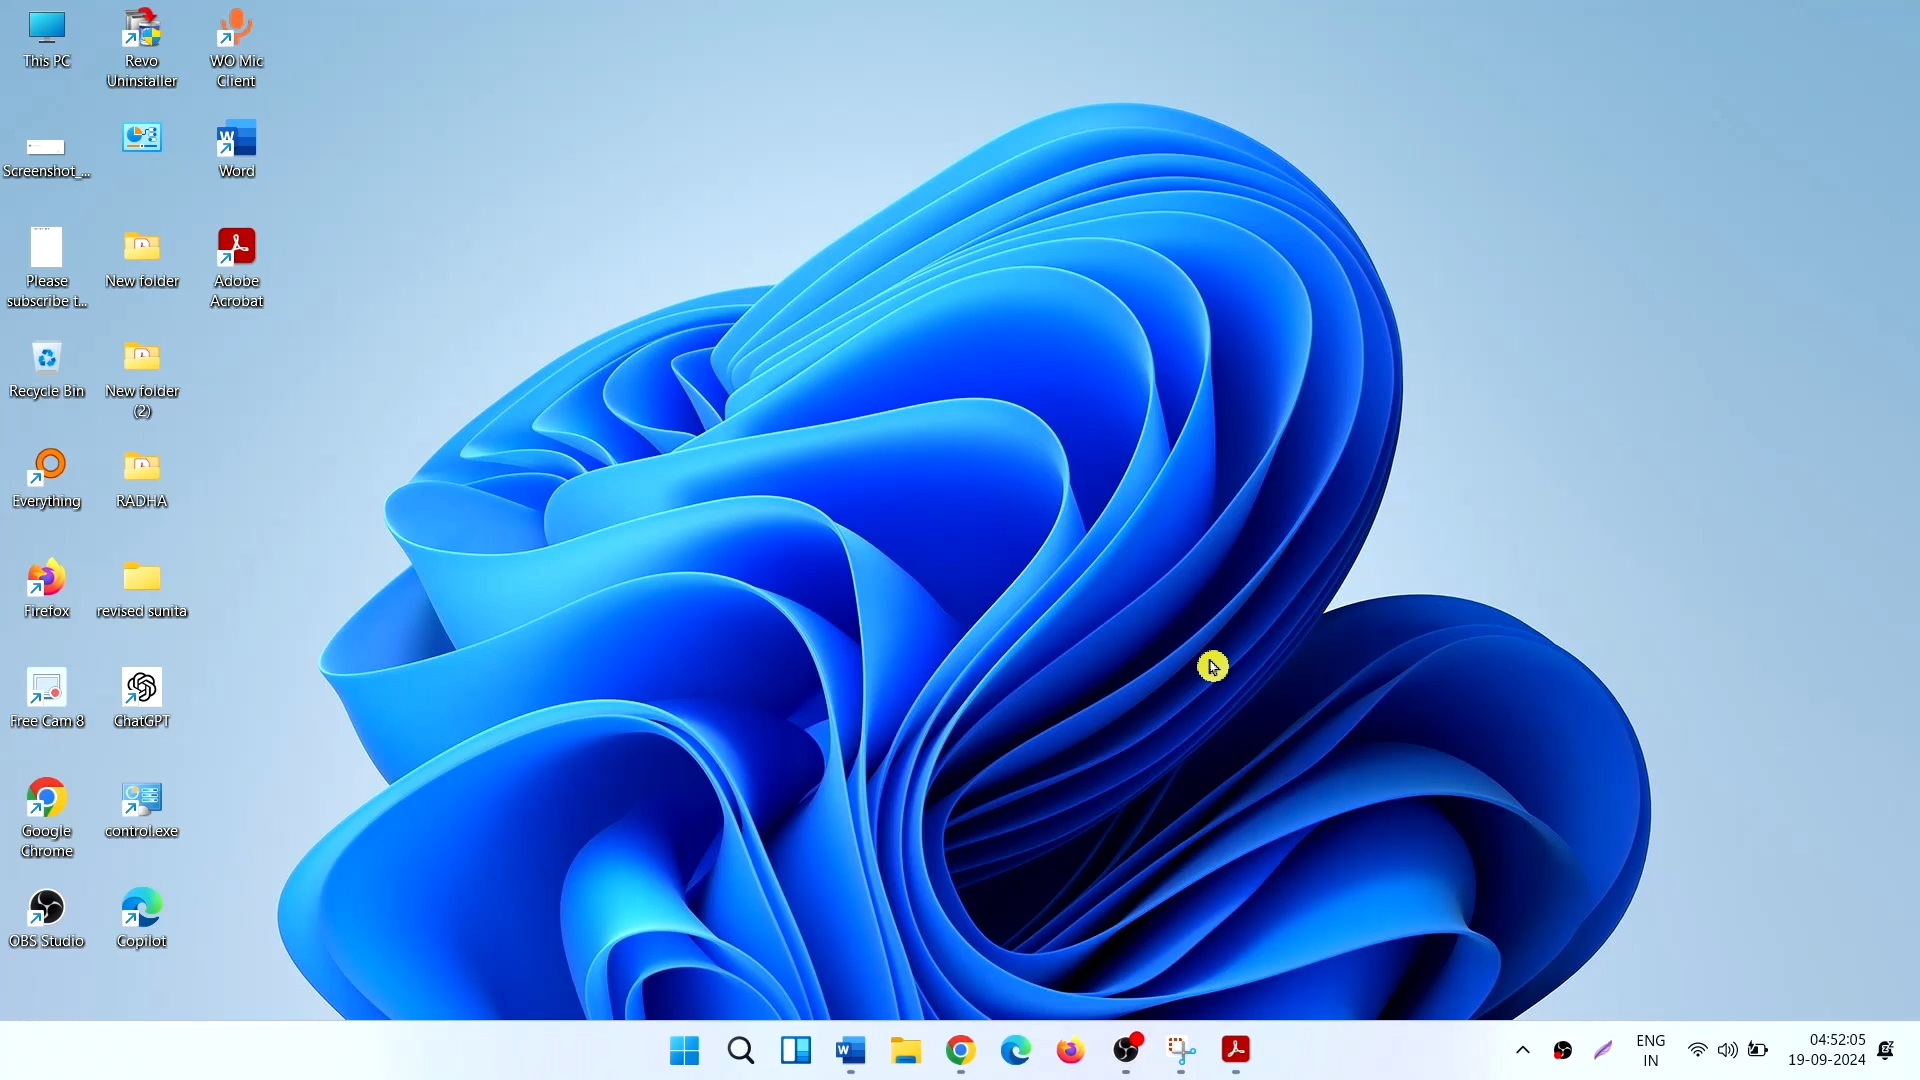 This PC
Revo
Uninstaller
WO Mic
Client
Screenshot_...
Word
Please
subscribe t...
New folder
Adobe
Acrobat
Recycle Bin
New folder
(2)
Everything
RADHA
Firefox
revised sunita
Free Cam 8
ChatGPT
Google
Chrome
control.exe
OBS Studio
Copilot
ENG
IN
04:52:05
19-09-2024